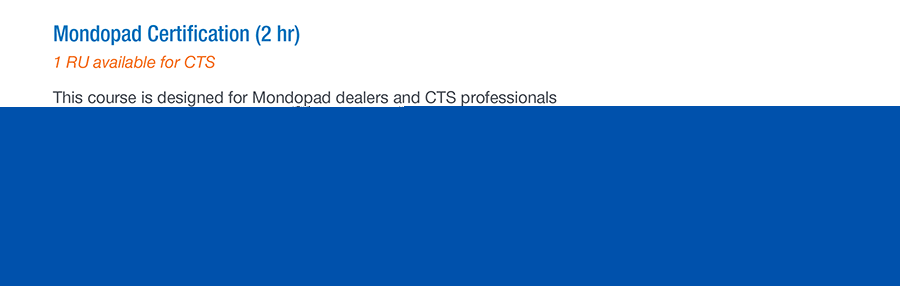 Mondopad Certification (2 hr)
1 RU available for CTS
This course is designed for Mondopad dealers and CTS professionals